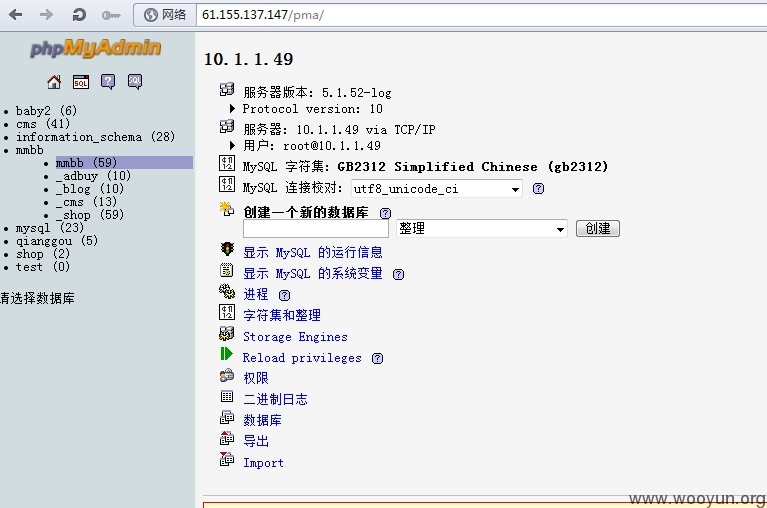 网络 61.155.137.147/pma/
phpMyAdmin
SQL ? SQL
baby2 (6)
cms (41)
information_schema (28)
mmbb
mmbb (59)
_adbuy (10)
_blog (10)
_cms (13)
_shop (59)
mysql (23)
qianggou (5)
shop (2)
test (0)
请选择数据库
10.1.1.49
服务器版本: 5.1.52-log
Protocol version: 10
服务器: 10.1.1.49 via TCP/IP
用户: root@10.1.1.49
MySQL 字符集: GB2312 Simplified Chinese (gb2312)
MySQL 连接校对: utf8_unicode_ci ?
创建一个新的数据库 ?
整理 创建
显示 MySQL 的运行信息
显示 MySQL 的系统变量 ?
进程 ?
字符集和整理
Storage Engines
Reload privileges ?
权限
二进制日志
数据库
导出
Import
www.wooyun.org